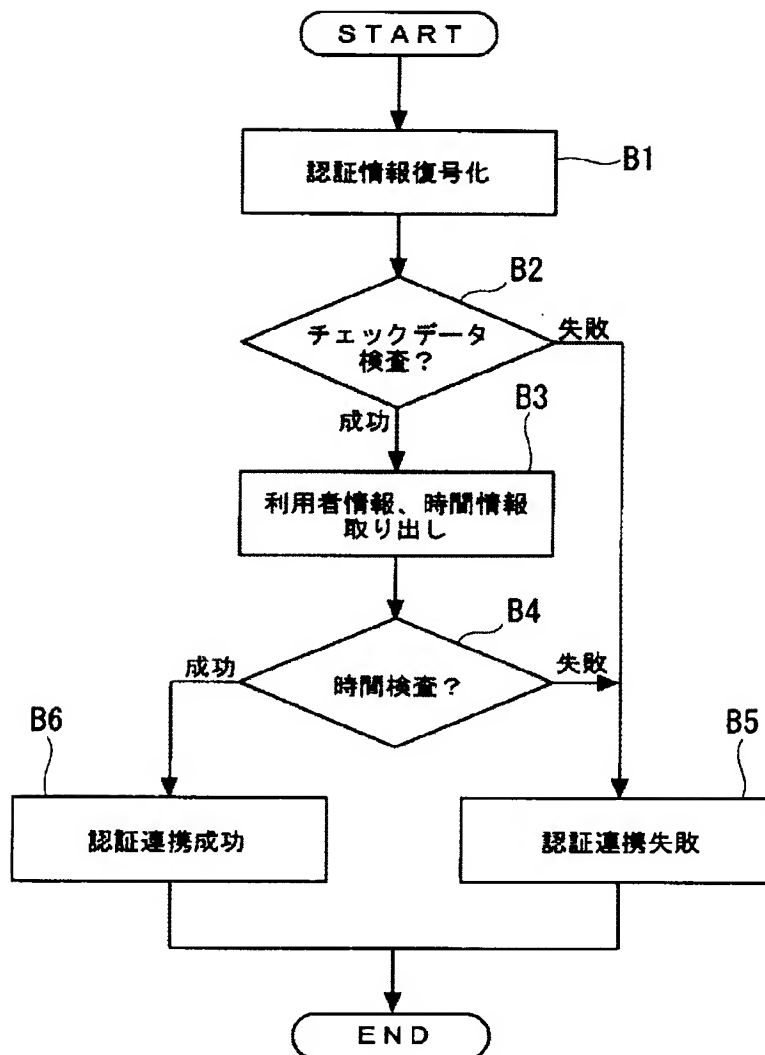 START
認証情報復号化
B1
B2
チェックデータ
検査？
失敗
成功
B3
利用者情報、時間情報
取り出し
B4
成功
時間検査？
失敗
B6
B5
認証連携成功
認証連携失敗
END